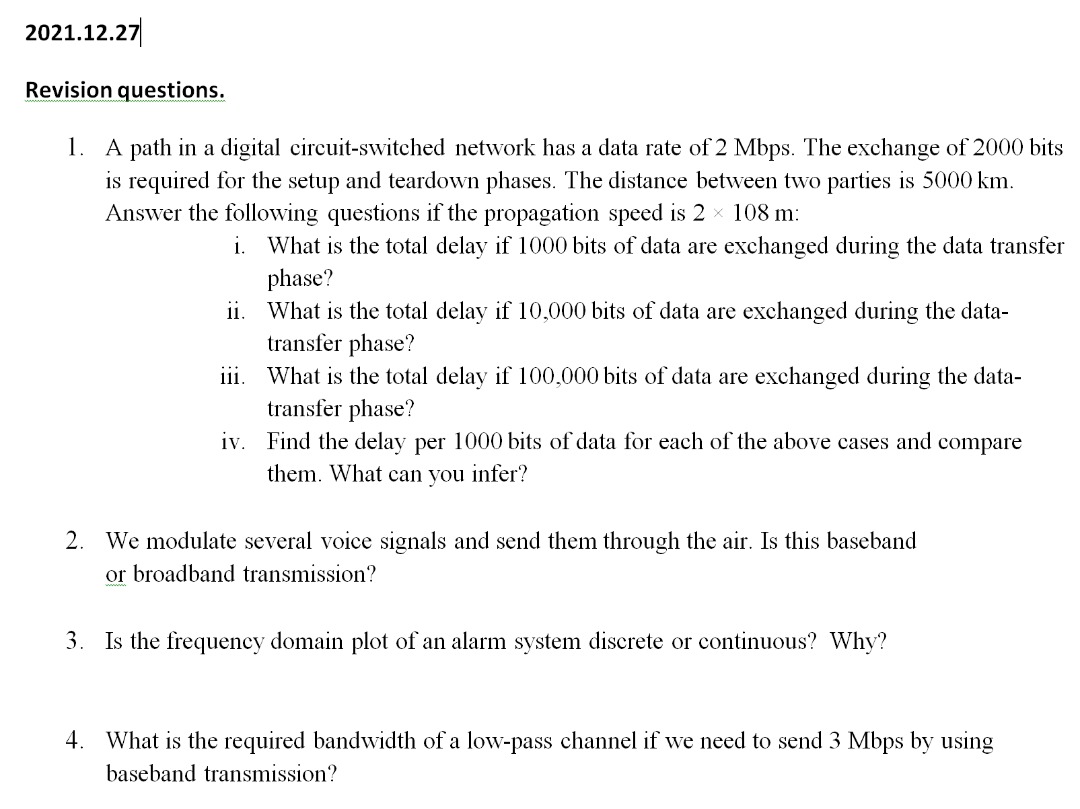 2021.12.27
Revision questions.
1. A path in a digital circuit-switched network has a data rate of 2 Mbps. The exchange of 2000 bits
is required for the setup and teardown phases. The distance between two parties is 5000 km.
Answer the following questions if the propagation speed is 2 × 108 m:
i. What is the total delay if 1000 bits of data are exchanged during the data transfer
phase?
ii. What is the total delay if 10,000 bits of data are exchanged during the data-
transfer phase?
iii. What is the total delay if 100,000 bits of data are exchanged during the data-
transfer phase?
iv. Find the delay per 1000 bits of data for each of the above cases and compare
them. What can you infer?
2. We modulate several voice signals and send them through the air. Is this baseband
or broadband transmission?
3. Is the frequency domain plot of an alarm system discrete or continuous? Why?
4. What is the required bandwidth of a low-pass channel if we need to send 3 Mbps by using
baseband transmission?